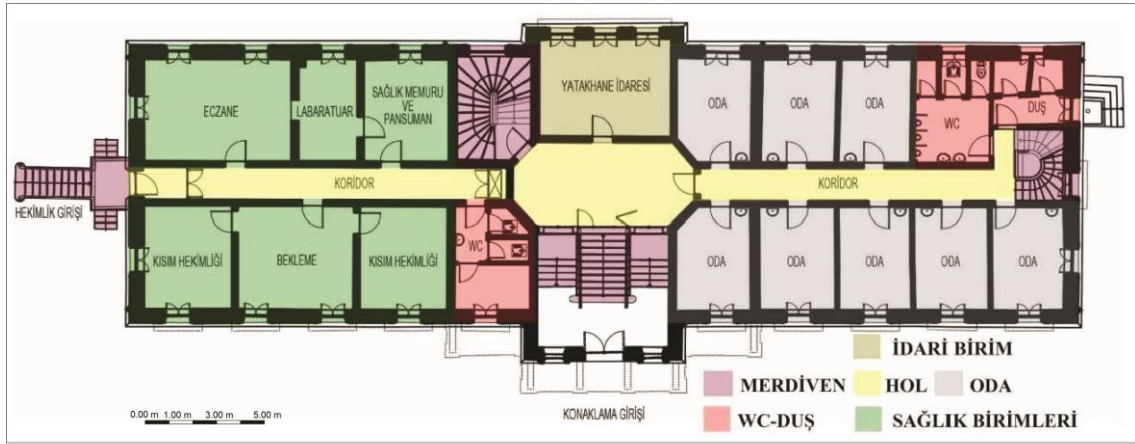 YATAKHANE İDARESİ
ECZANE
LABARATUAR
SAĞLIK MEMURU
VE
PANSUMAN
ODA
ODA
ODA
WC
DUŞ
KORİDOR
KORİDOR
HEKİMLİK GİRİŞİ
KISIM HEKİMLİĞİ
BEKLEME
KISIM HEKİMLİĞİ
WC
ODA
ODA
ODA
ODA
ODA
İDARİ BİRİM
MERDİVEN
HOL
ODA
WC-DUŞ
SAĞLIK BİRİMLERİ
KONAKLAMA GİRİŞİ
0.00 m 1.00 m 3.00 m 5.00 m